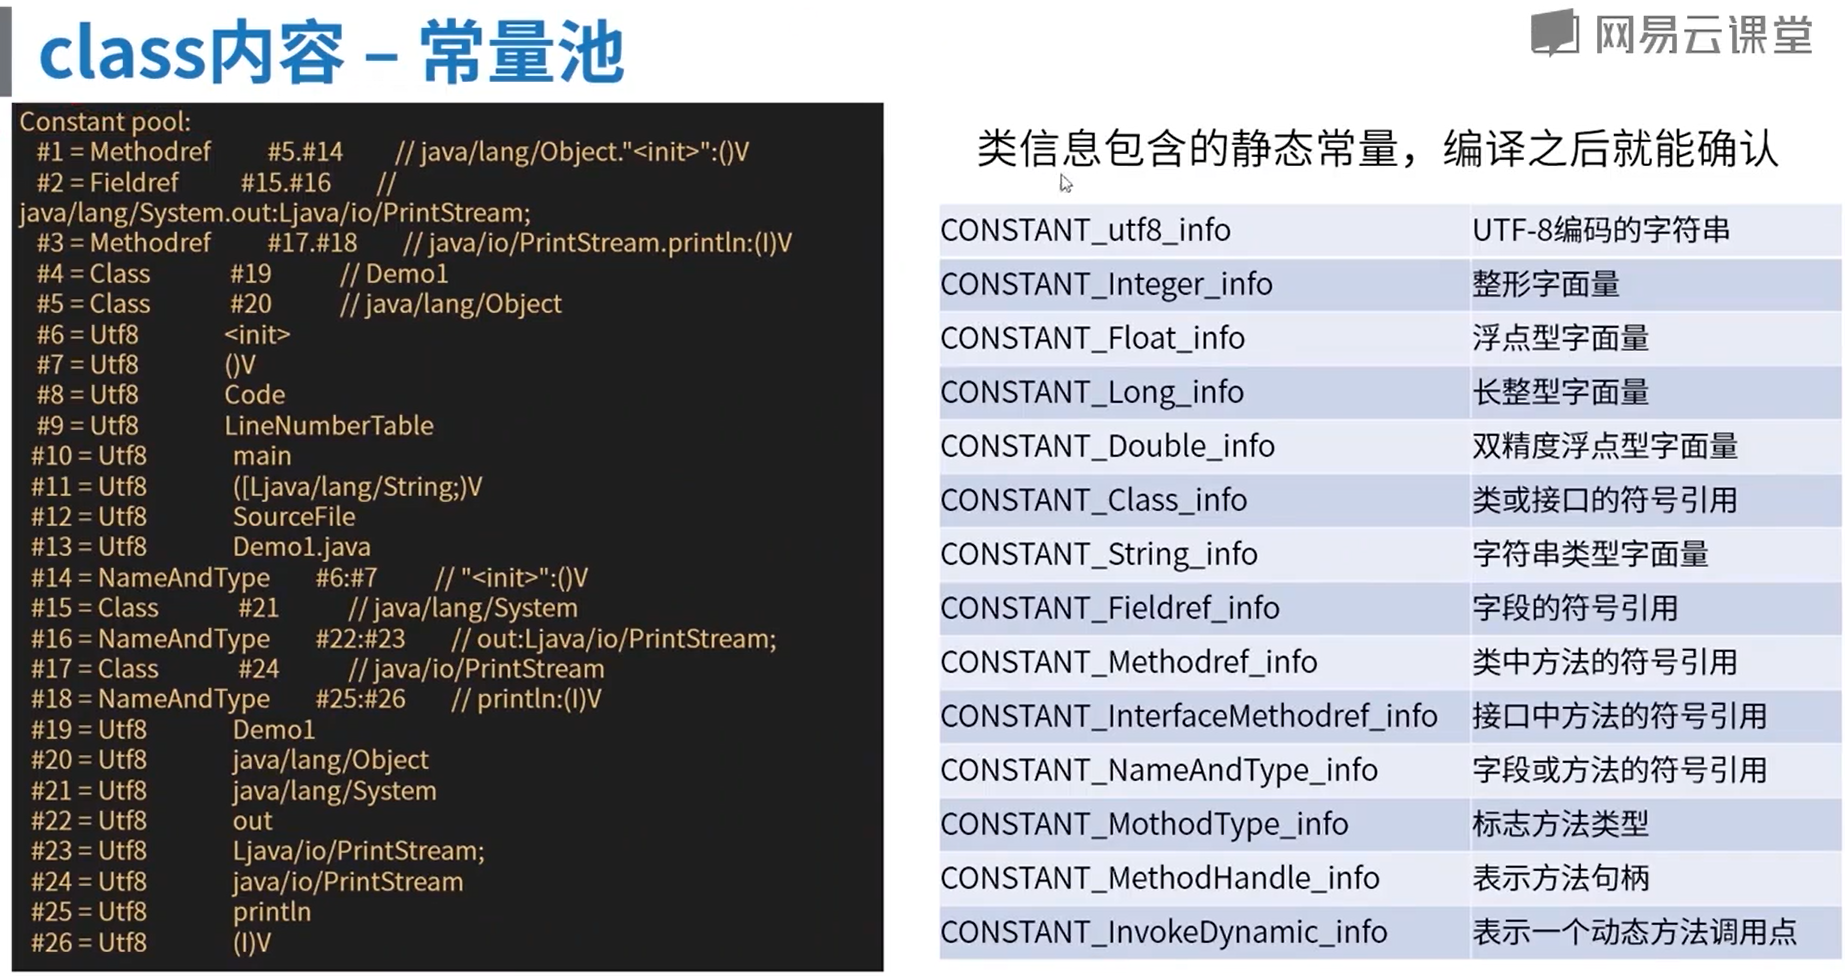 class内容 – 常量池
网易云课堂
Constant pool:
#1 = Methodref #5.#14 // java/lang/Object."<init>":()V
#2 = Fieldref #15.#16 //
java/lang/System.out:Ljava/io/PrintStream;
#3 = Methodref #17.#18 // java/io/PrintStream.println:(I)V
#4 = Class #19 // Demo1
#5 = Class #20 // java/lang/Object
#6 = Utf8 <init>
#7 = Utf8 ()V
#8 = Utf8 Code
#9 = Utf8 LineNumberTable
#10 = Utf8 main
#11 = Utf8 ([Ljava/lang/String;)V
#12 = Utf8 SourceFile
#13 = Utf8 Demo1.java
#14 = NameAndType #6:#7 // "<init>":()V
#15 = Class #21 // java/lang/System
#16 = NameAndType #22:#23 // out:Ljava/io/PrintStream;
#17 = Class #24 // java/io/PrintStream
#18 = NameAndType #25:#26 // println:(I)V
#19 = Utf8 Demo1
#20 = Utf8 java/lang/Object
#21 = Utf8 java/lang/System
#22 = Utf8 out
#23 = Utf8 Ljava/io/PrintStream;
#24 = Utf8 java/io/PrintStream
#25 = Utf8 println
#26 = Utf8 (I)V
类信息包含的静态常量，编译之后就能确认
CONSTANT_utf8_info UTF-8编码的字符串
CONSTANT_Integer_info 整形字面量
CONSTANT_Float_info 浮点型字面量
CONSTANT_Long_info 长整型字面量
CONSTANT_Double_info 双精度浮点型字面量
CONSTANT_Class_info 类或接口的符号引用
CONSTANT_String_info 字符串类型字面量
CONSTANT_Fieldref_info 字段的符号引用
CONSTANT_Methodref_info 类中方法的符号引用
CONSTANT_InterfaceMethodref_info 接口中方法的符号引用
CONSTANT_NameAndType_info 字段或方法的符号引用
CONSTANT_MothodType_info 标志方法类型
CONSTANT_MethodHandle_info 表示方法句柄
CONSTANT_InvokeDynamic_info 表示一个动态方法调用点